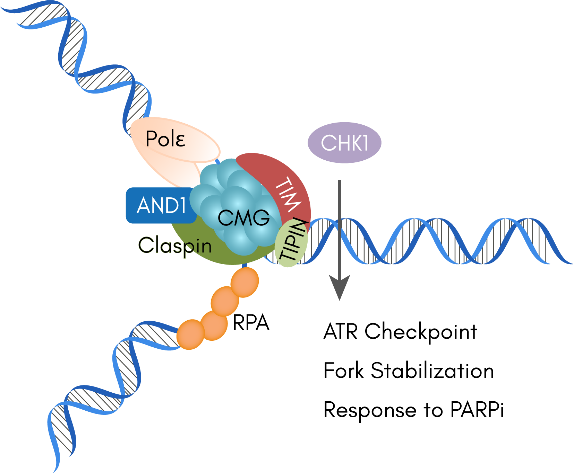 Polε
CHK1
TIM
AND1
CMG
TIPIN
Claspin
RPA
ATR Checkpoint
Fork Stabilization
Response to PARPi